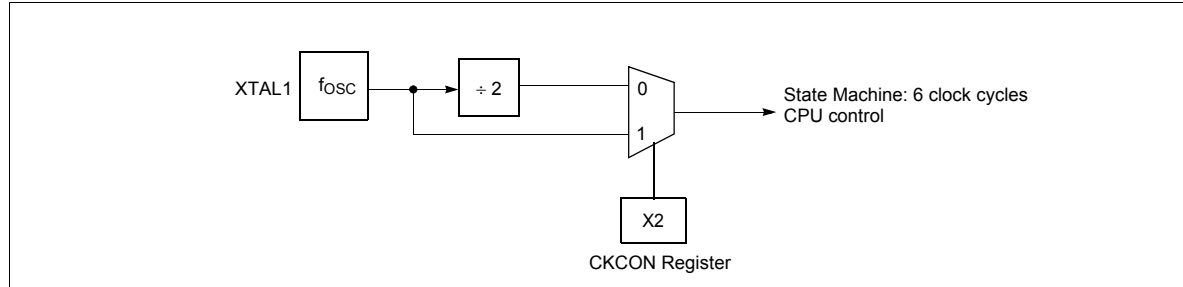 XTAL1
fOSC
÷ 2
0
1
State Machine: 6 clock cycles
CPU control
X2
CKCON Register